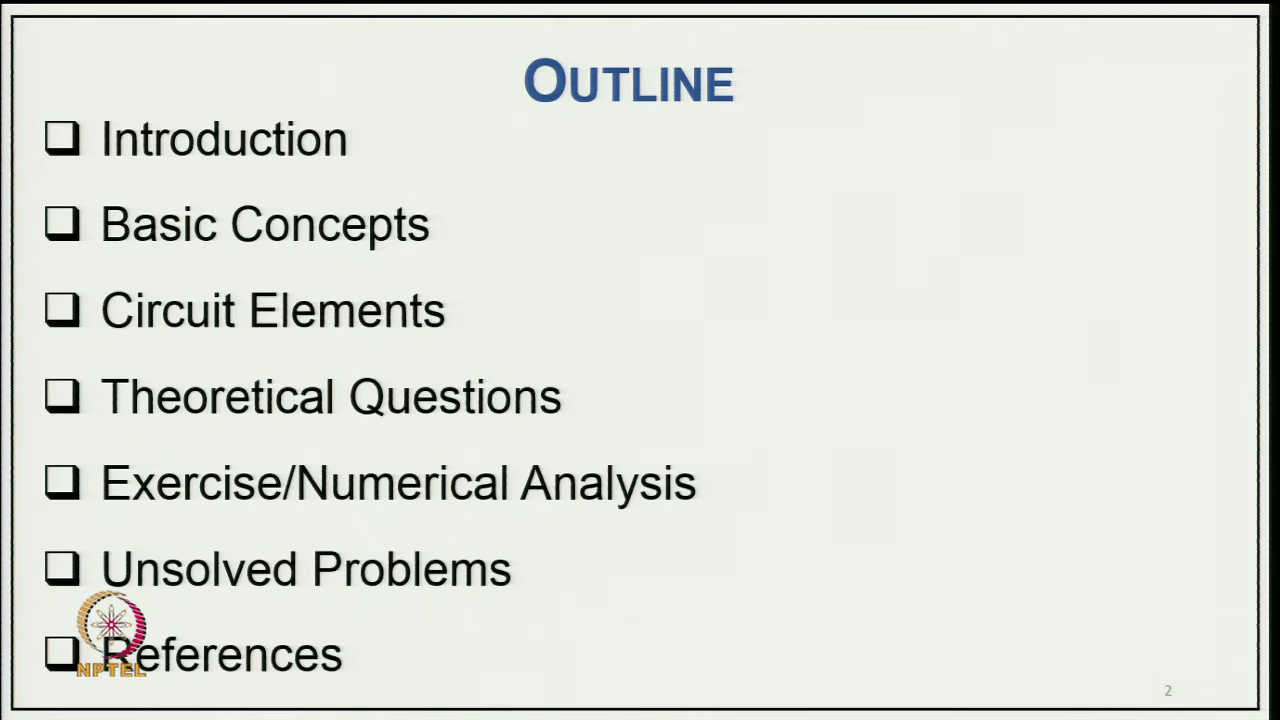 OUTLINE
Introduction
Basic Concepts
Circuit Elements
Theoretical Questions
Exercise/Numerical Analysis
Unsolved Problems
References
NPTEL
2